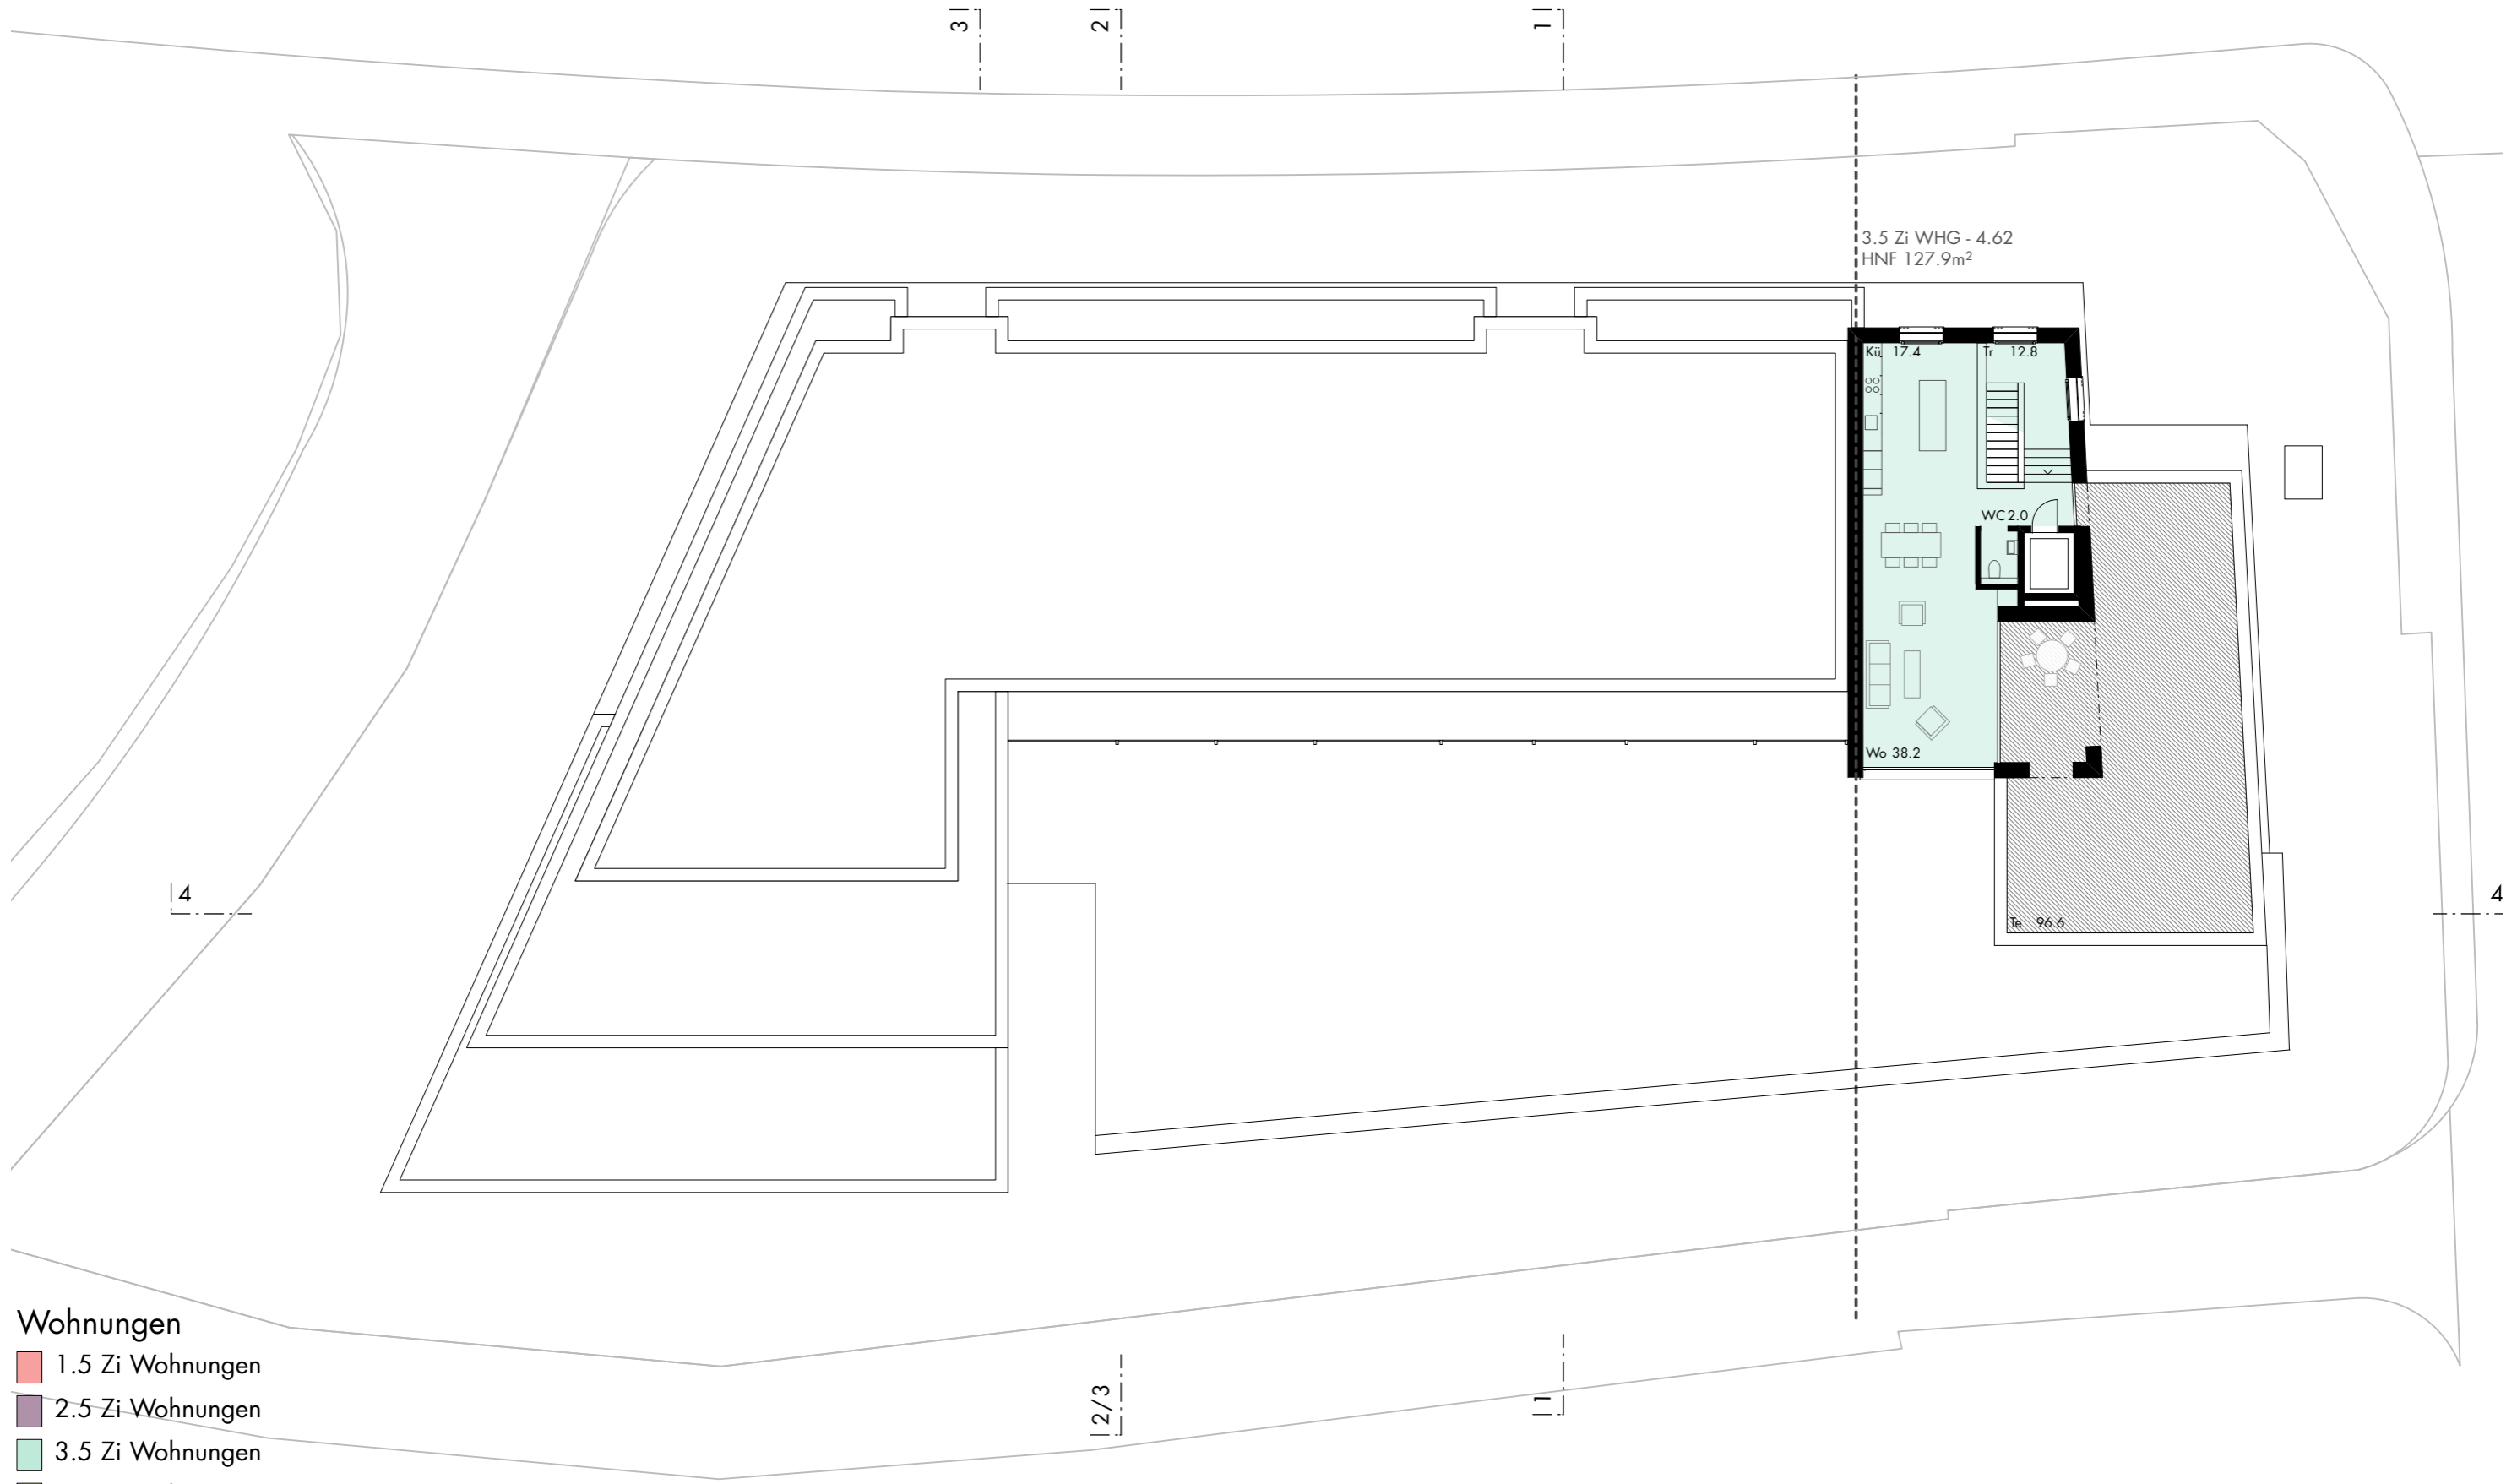 3
2
1
3.5 Zi WHG - 4.62
HNF 127.9m²
Kü 17.4
Tr 12.8
WC 2.0
Wo 38.2
4
4
Te 96.6
Wohnungen
1.5 Zi Wohnungen
2.5 Zi Wohnungen
3.5 Zi Wohnungen
2/3
1